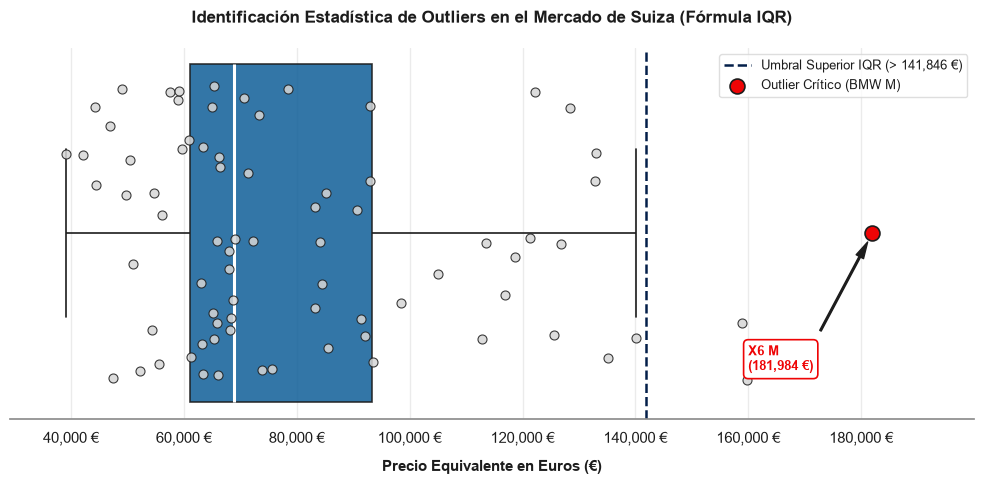 Identificación Estadística de Outliers en el Mercado de Suiza (Fórmula IQR)
Umbral Superior IQR (> 141,846 €)
Outlier Crítico (BMW M)
X6 M
(181,984 €)
40,000 €
60,000 €
80,000 €
100,000 €
120,000 €
140,000 €
160,000 €
180,000 €
Precio Equivalente en Euros (€)